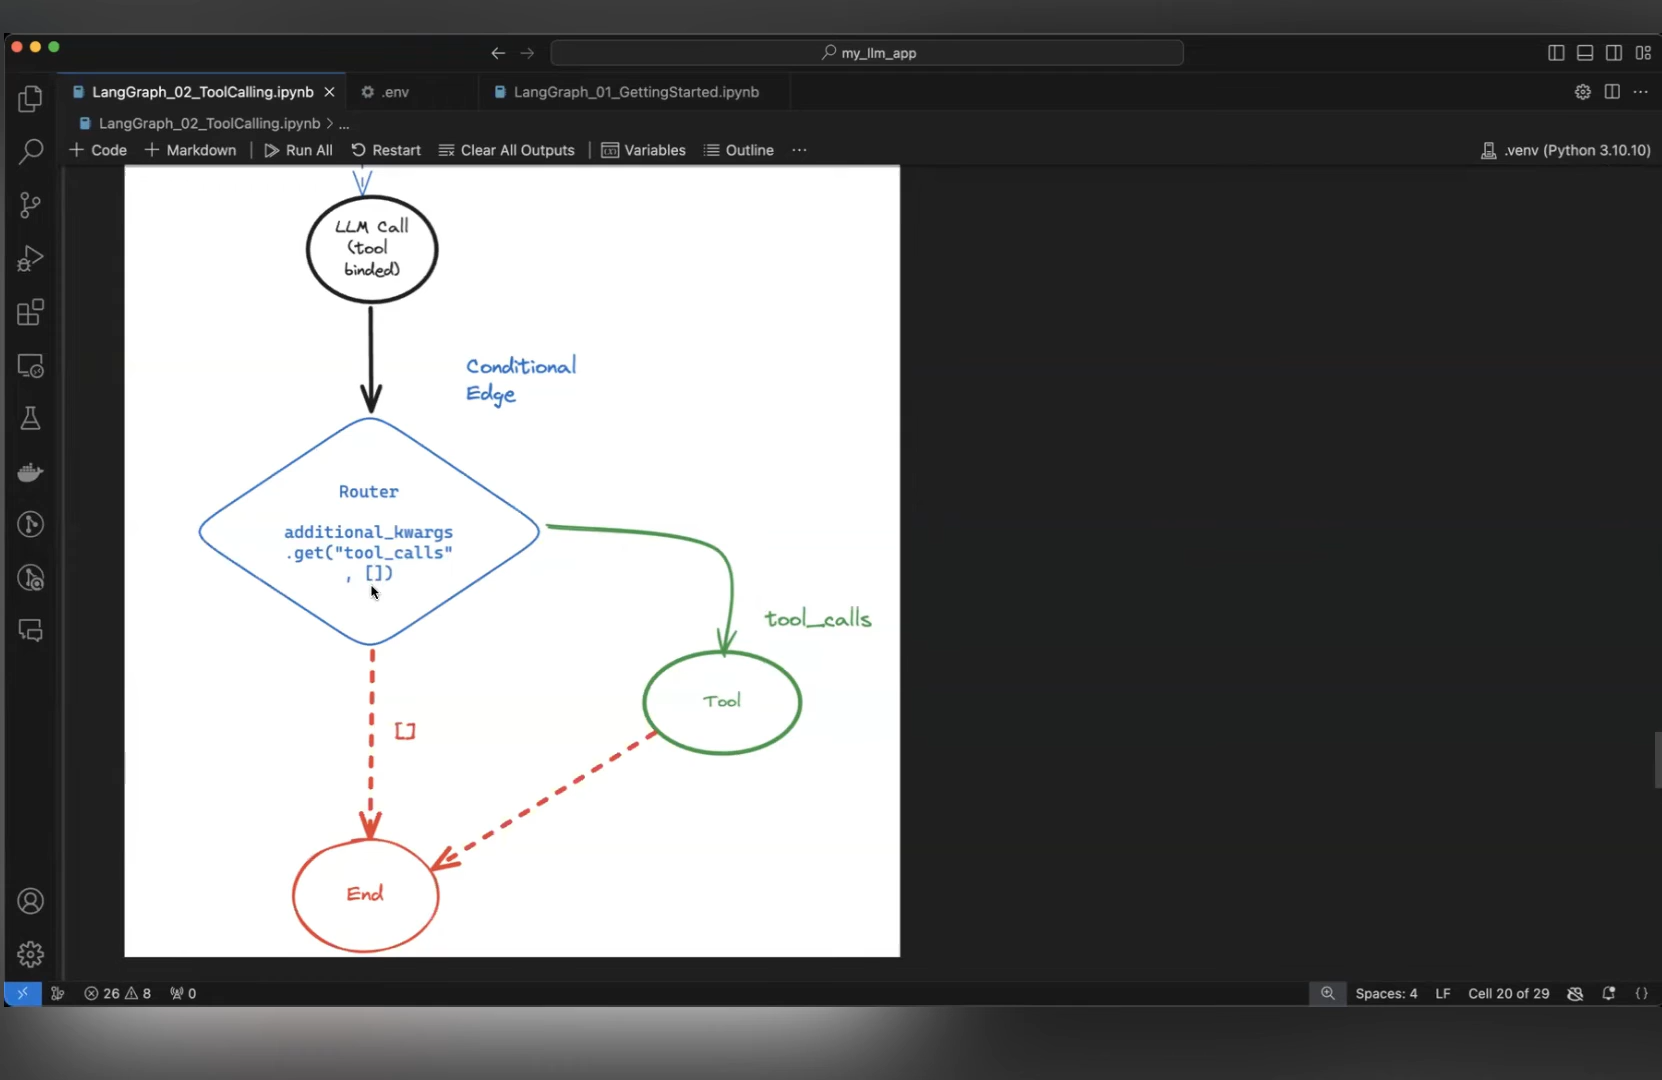 my_llm_app
LangGraph_02_ToolCalling.ipynb
.env
LangGraph_01_GettingStarted.ipynb
LangGraph_02_ToolCalling.ipynb > ...
+ Code
+ Markdown
Run All
Restart
Clear All Outputs
Variables
Outline
...
.venv (Python 3.10.10)
LLM Call
(tool
binded)
Conditional
Edge
Router
additional_kwargs
.get("tool_calls"
, [])
tool_calls
Tool
[]
End
26
8
0
Spaces: 4
LF
Cell 20 of 29